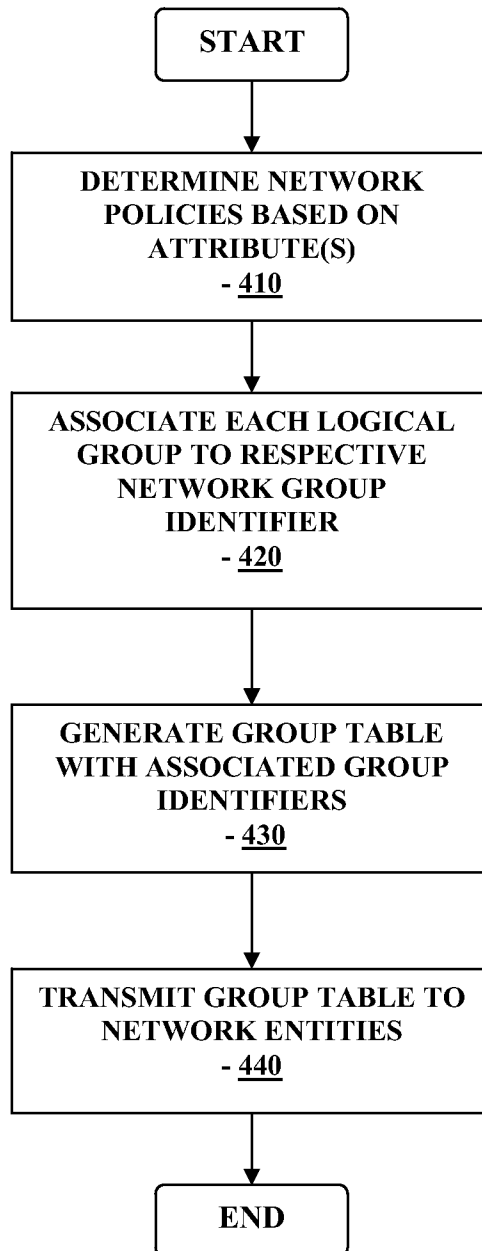 START
DETERMINE NETWORK
POLICIES BASED ON
ATTRIBUTE(S)
- 410
ASSOCIATE EACH LOGICAL
GROUP TO RESPECTIVE
NETWORK GROUP
IDENTIFIER
- 420
GENERATE GROUP TABLE
WITH ASSOCIATED GROUP
IDENTIFIERS
- 430
TRANSMIT GROUP TABLE TO
NETWORK ENTITIES
- 440
END